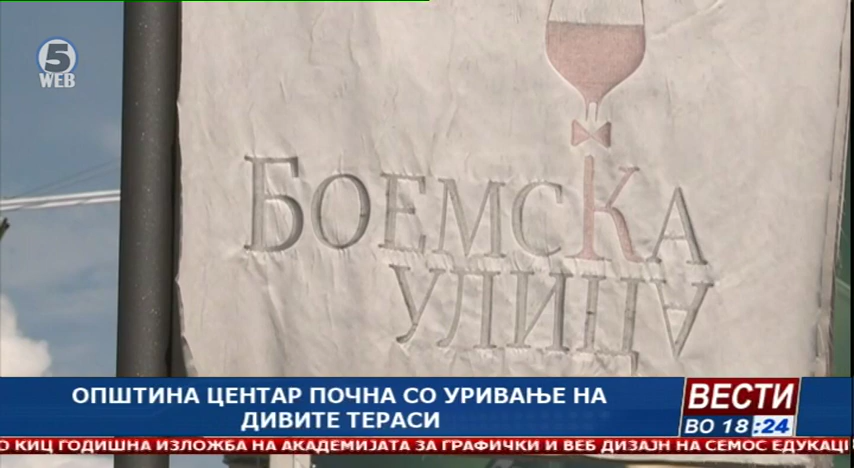 5
WEB
БОЕМСКА
УЛИЦА
ОПШТИНА ЦЕНТАР ПОЧНА СО УРИВАЊЕ НА
ДИВИТЕ ТЕРАСИ
ВЕСТИ
ВО 18:24
О КИЦ ГОДИШНА ИЗЛОЖБА НА АКАДЕМИЈАТА ЗА ГРАФИЧКИ И ВЕБ ДИЗАЈН НА СЕМОС ЕДУКАЦИ